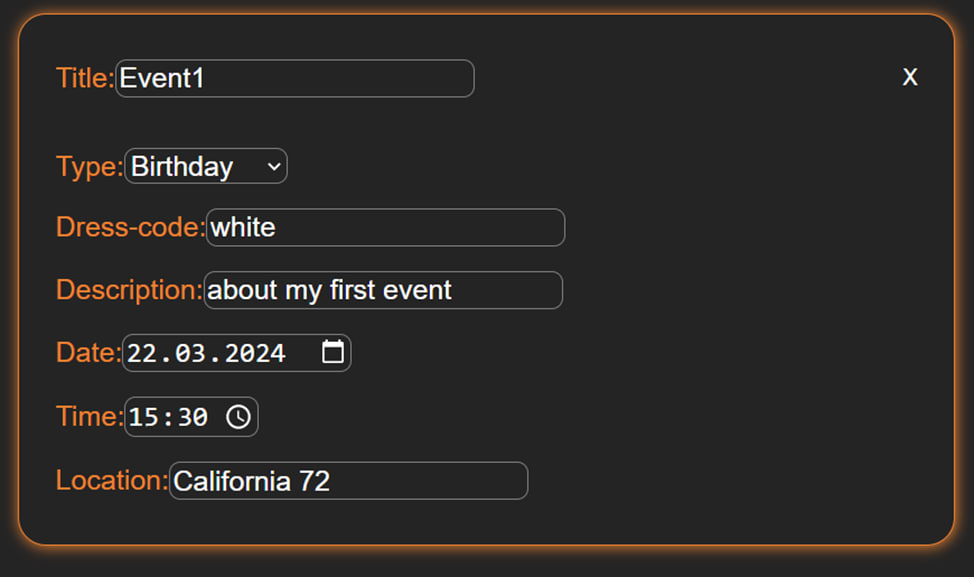 Title: Event1
X
Type: Birthday
Dress-code: white
Description: about my first event
Date: 22.03.2024
Time: 15:30
Location: California 72